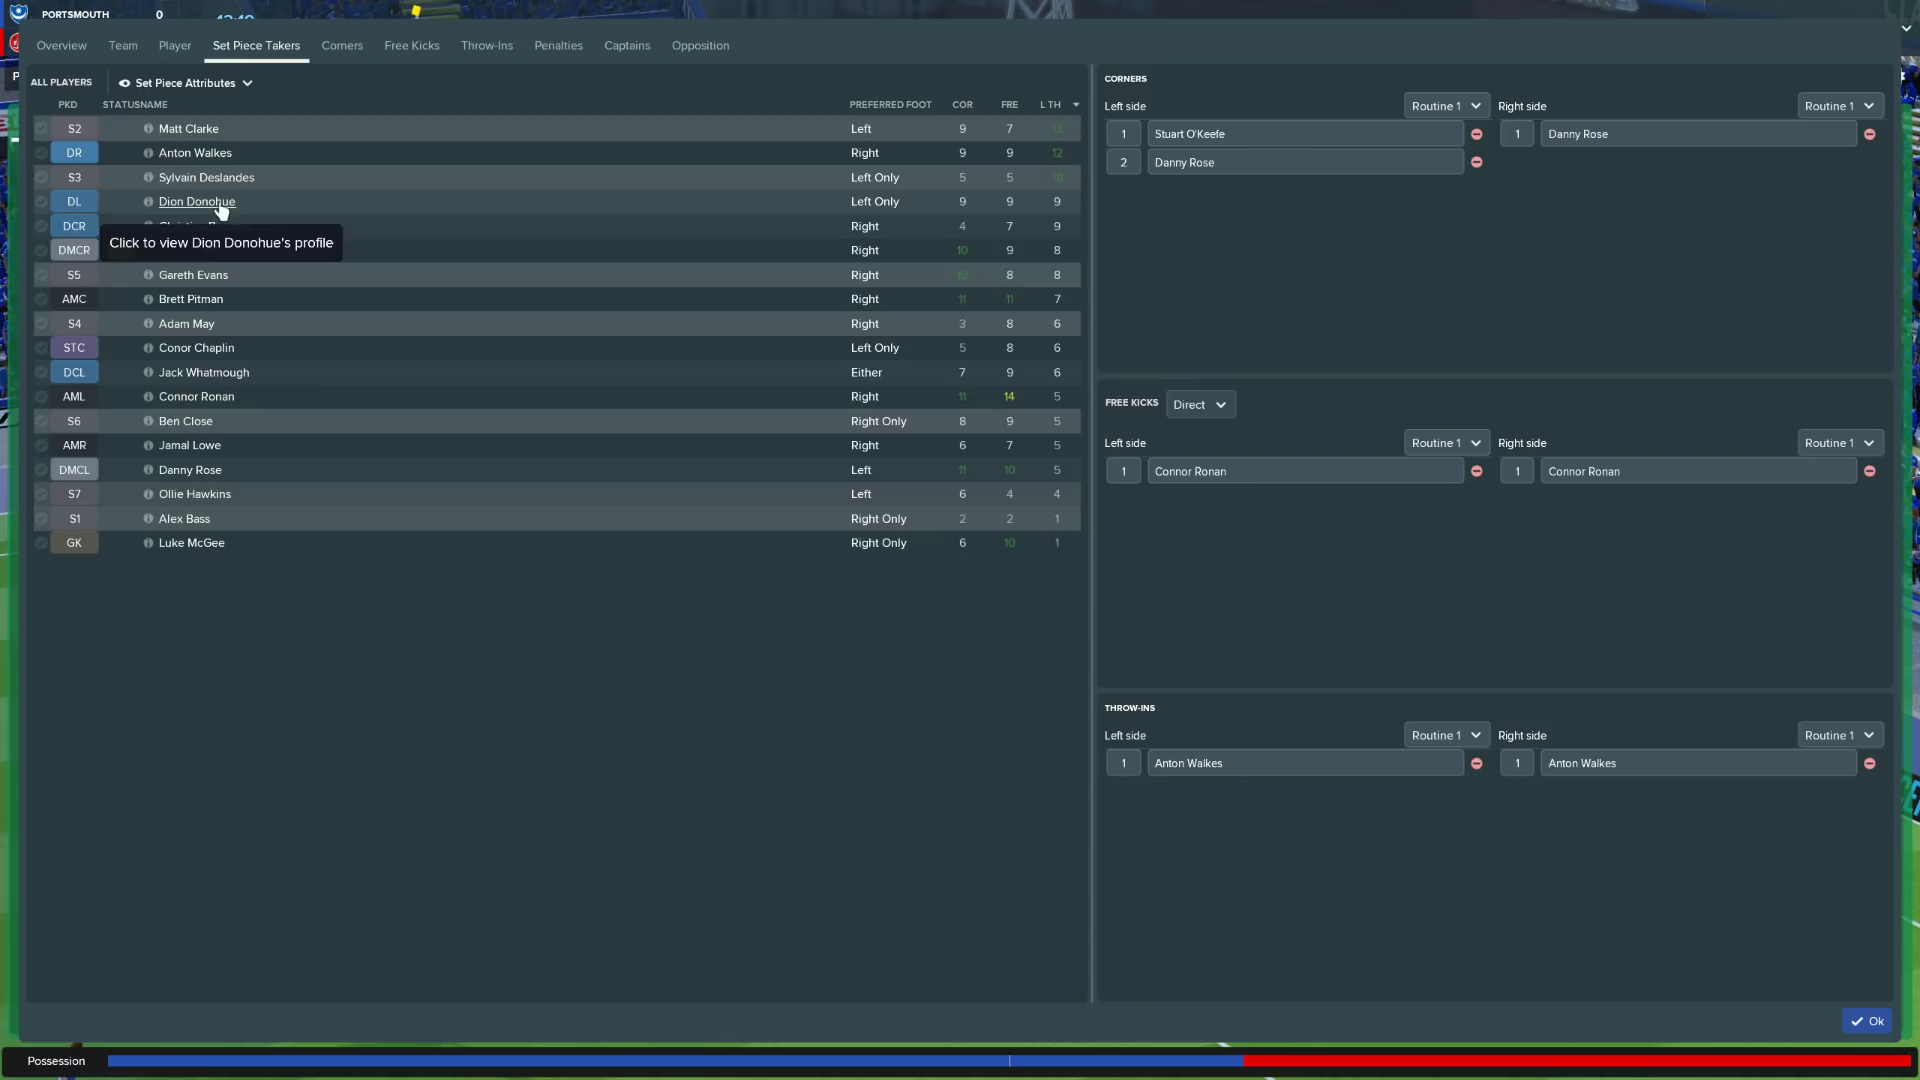 PORTSMOUTH 0
Overview Team Player Set Piece Takers Corners Free Kicks Throw-Ins Penalties Captains Opposition
ALL PLAYERS Set Piece Attributes
PKD STATUS NAME PREFERRED FOOT COR FRE L TH
S2 Matt Clarke Left 9 7
DR Anton Walkes Right 9 9 12
S3 Sylvain Deslandes Left Only 5 5
DL Dion Donohue Left Only 9 9 9
DCR Right 4 7 9
Click to view Dion Donohue's profile
DMCR Right 10 9 8
S5 Gareth Evans Right 10 8 8
AMC Brett Pitman Right 11 11 7
S4 Adam May Right 3 8 6
STC Conor Chaplin Left Only 5 8 6
DCL Jack Whatmough Either 7 9 6
AML Connor Ronan Right 11 14 5
S6 Ben Close Right Only 8 9 5
AMR Jamal Lowe Right 6 7 5
DMCL Danny Rose Left 11 10 5
S7 Ollie Hawkins Left 6 4 4
S1 Alex Bass Right Only 2 2 1
GK Luke McGee Right Only 6 10 1
CORNERS
Left side Routine 1 Right side Routine 1
1 Stuart O'Keefe 1 Danny Rose
2 Danny Rose
FREE KICKS Direct
Left side Routine 1 Right side Routine 1
1 Connor Ronan 1 Connor Ronan
THROW-INS
Left side Routine 1 Right side Routine 1
1 Anton Walkes 1 Anton Walkes
Ok
Possession